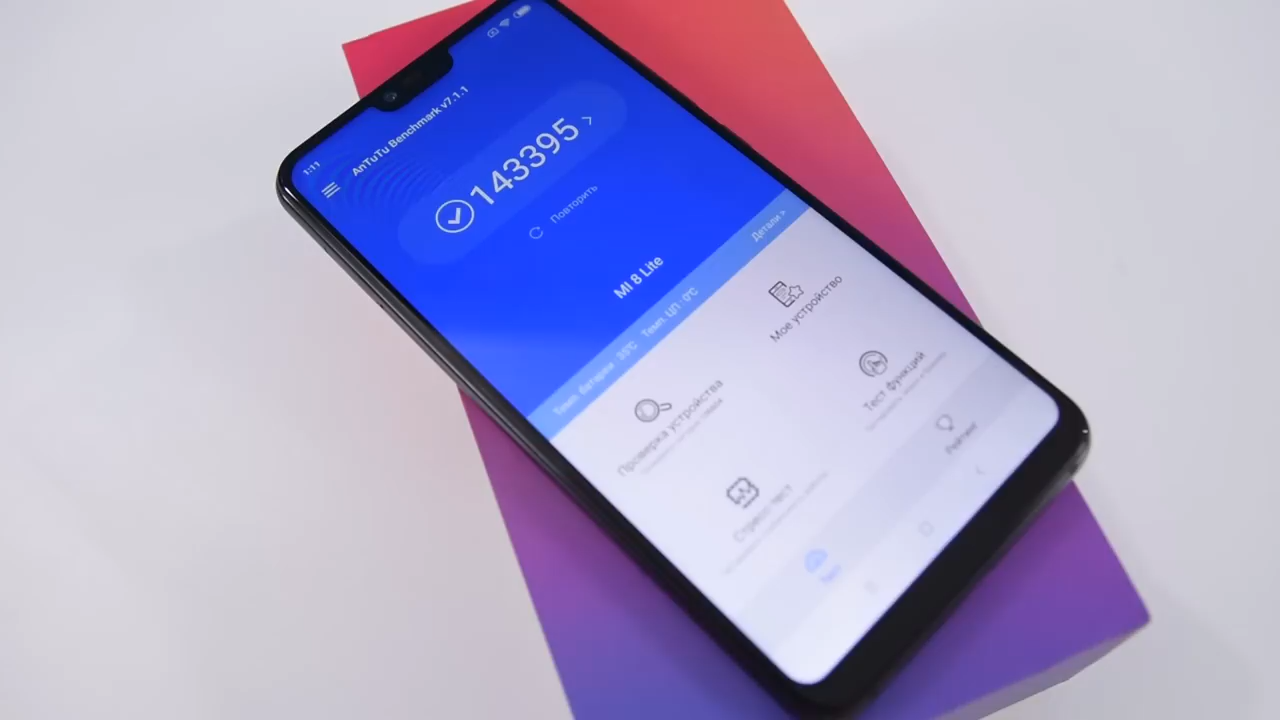 1:11
AnTuTu Benchmark v7.1.1
143395 >
Повторить
MI 8 Lite
Темп. батареи 35°C Темп. ЦП 0°C Детали >
Мое устройство
Проверка устройства
Тест функций
Стресс-тест
Рейтинг
Тест